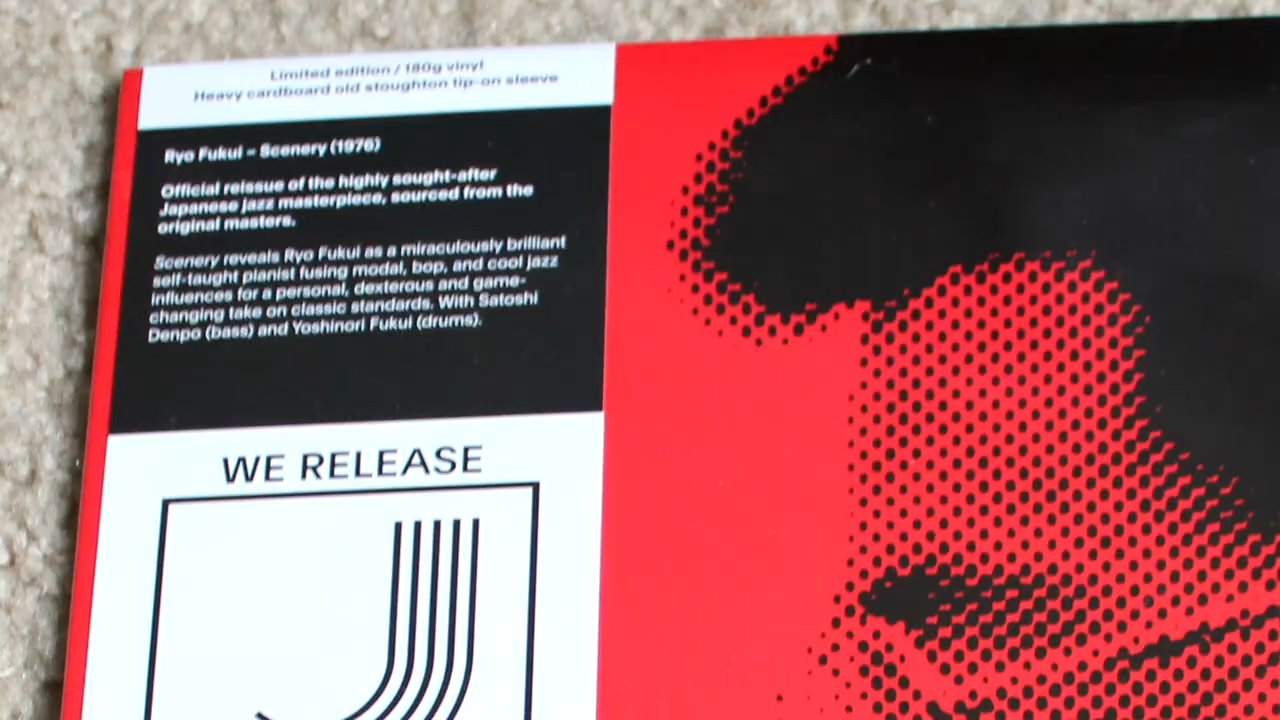 Limited edition / 180g vinyl
Heavy cardboard old stoughton tip-on sleeve
Ryo Fukui – Scenery (1976)
Official reissue of the highly sought-after
Japanese jazz masterpiece, sourced from the
original masters.
Scenery reveals Ryo Fukui as a miraculously brilliant
self-taught pianist fusing modal, bop, and cool jazz
influences for a personal, dexterous and game-
changing take on classic standards. With Satoshi
Denpo (bass) and Yoshinori Fukui (drums).
WE RELEASE
J